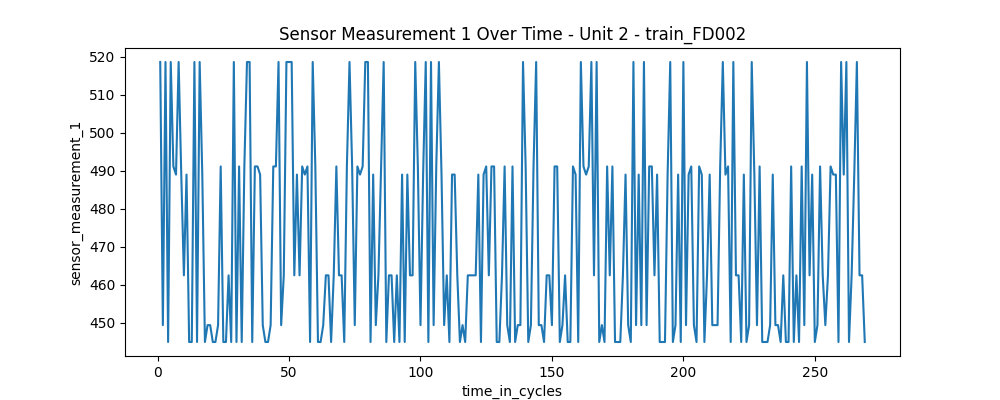 Sensor Measurement 1 Over Time - Unit 2 - train_FD002
520
510
500
490
480
470
460
450
sensor_measurement_1
0 50 100 150 200 250
time_in_cycles